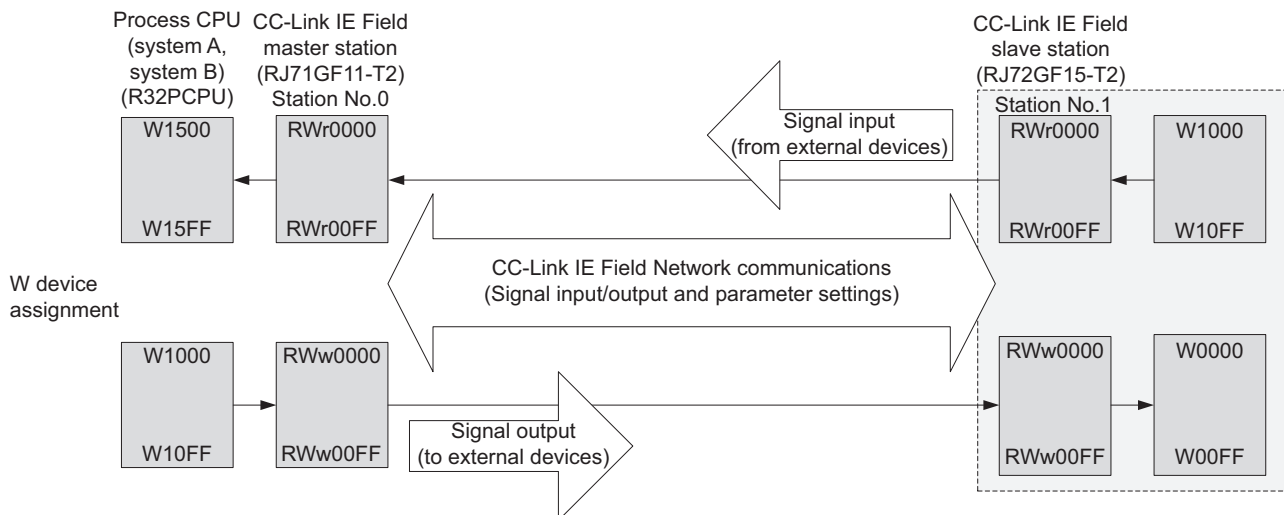 Process CPU
(system A,
system B)
(R32PCPU)
CC-Link IE Field
master station
(RJ71GF11-T2)
Station No.0
CC-Link IE Field
slave station
(RJ72GF15-T2)
Station No.1
W1500
W15FF
RWr0000
RWr00FF
Signal input
(from external devices)
RWr0000
RWr00FF
W1000
W10FF
CC-Link IE Field Network communications
(Signal input/output and parameter settings)
W device
assignment
W1000
W10FF
RWw0000
RWw00FF
Signal output
(to external devices)
RWw0000
RWw00FF
W0000
W00FF